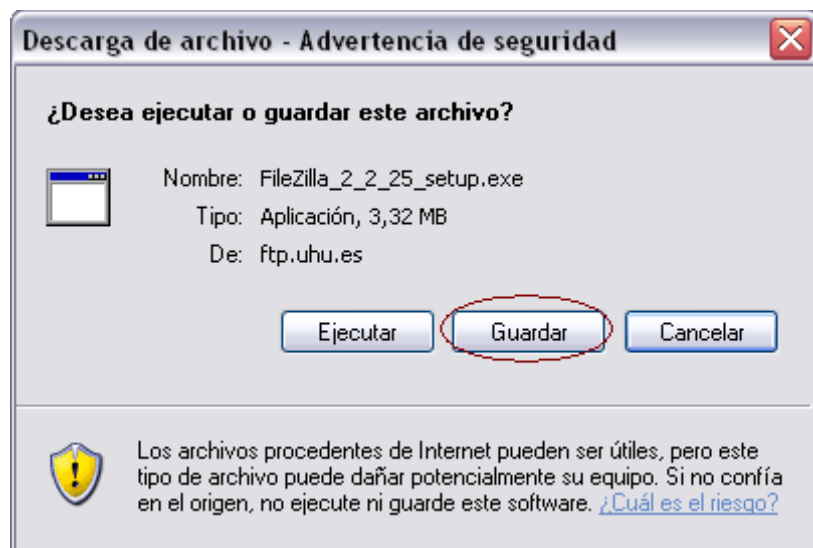 Descarga de archivo - Advertencia de seguridad
¿Desea ejecutar o guardar este archivo?
Nombre: FileZilla_2_2_25_setup.exe
Tipo: Aplicación, 3,32 MB
De: ftp.uhu.es
Ejecutar Guardar Cancelar
Los archivos procedentes de Internet pueden ser útiles, pero este
tipo de archivo puede dañar potencialmente su equipo. Si no confía
en el origen, no ejecute ni guarde este software. ¿Cuál es el riesgo?